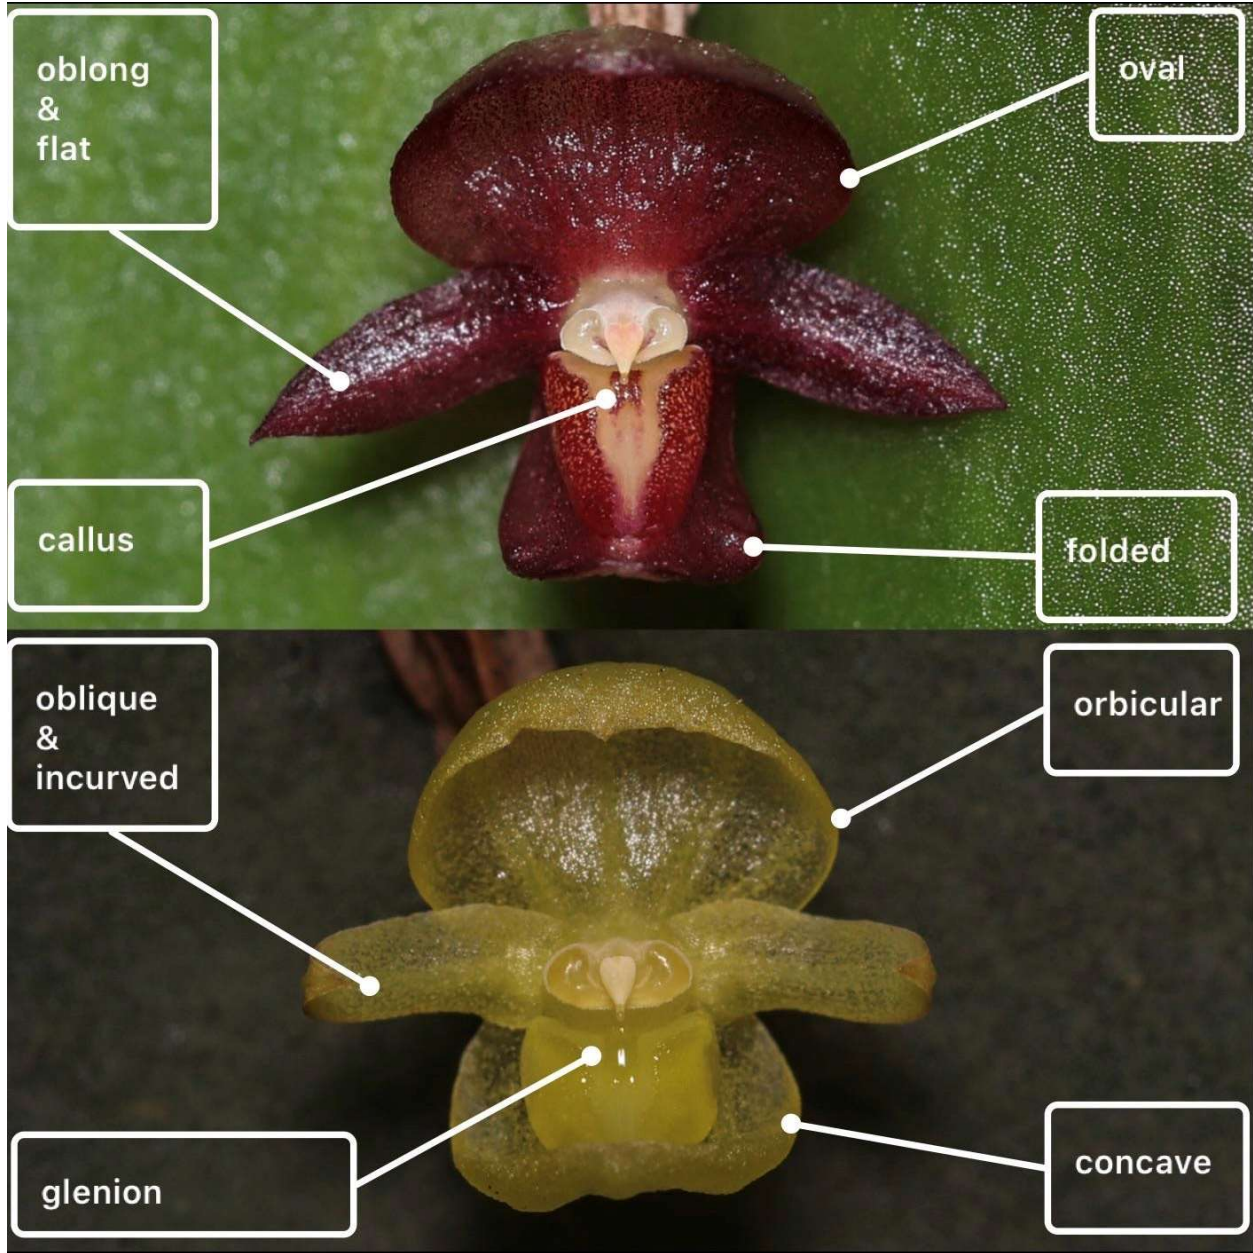 oblong
&
flat
oval
callus
folded
oblique
&
incurved
orbicular
glenion
concave